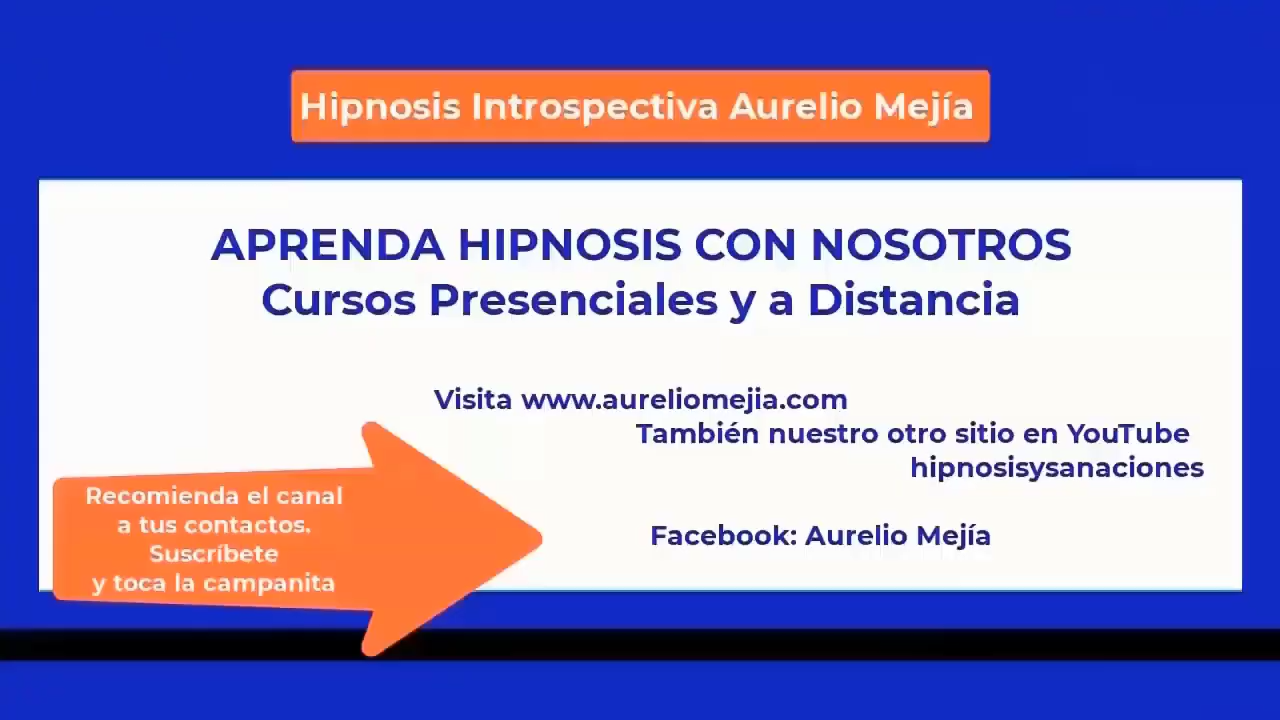 Hipnosis Introspectiva Aurelio Mejía
APRENDA HIPNOSIS CON NOSOTROS
Cursos Presenciales y a Distancia
Visita www.aureliomejia.com
También nuestro otro sitio en YouTube
hipnosisysanaciones
Facebook: Aurelio Mejía
Recomienda el canal
a tus contactos.
Suscríbete
y toca la campanita